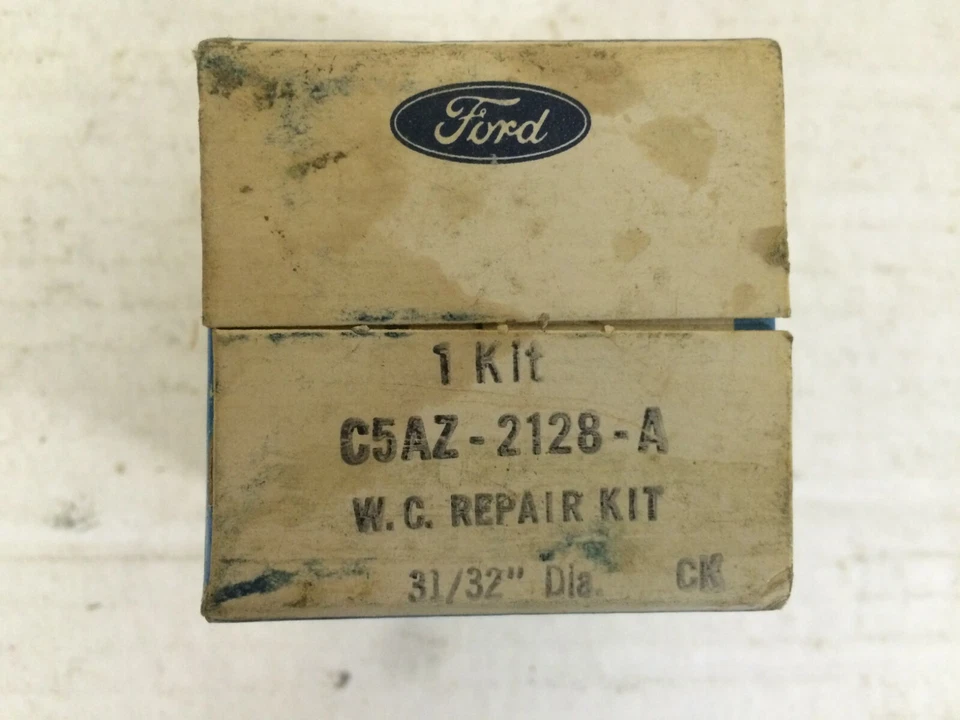 Ford
1 Kit
C5AZ-2128-A
W.C. REPAIR KIT
31/32" Dia. CK